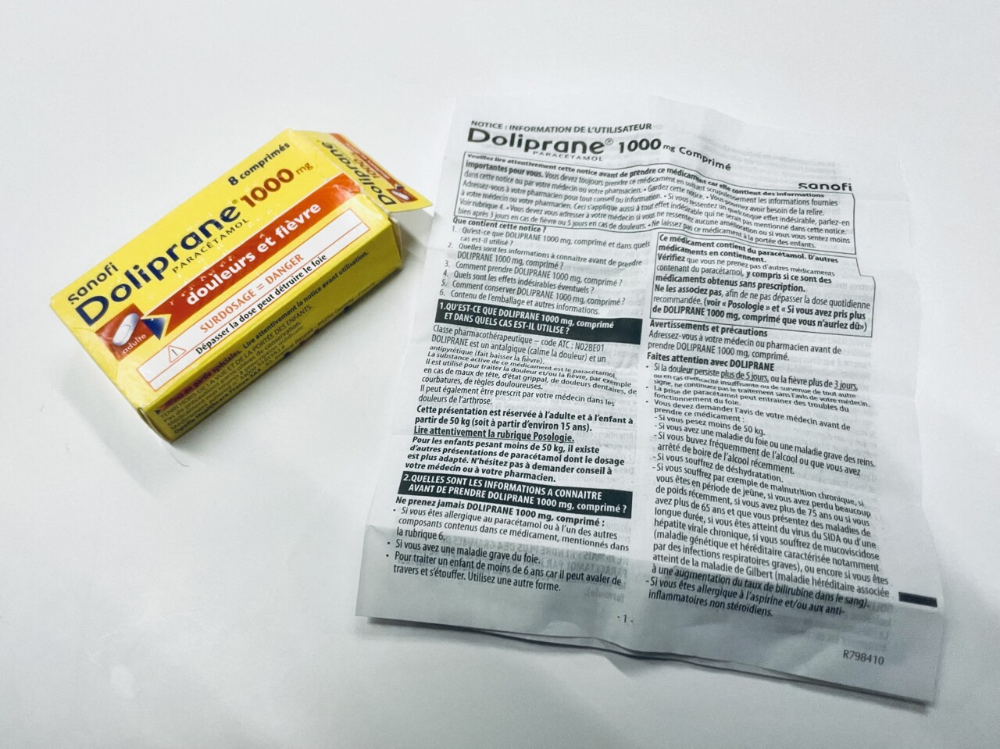 sanofi
Doliprane® 1000 mg
PARACÉTAMOL
8 comprimés
douleurs et fièvre
SURDOSAGE = DANGER
Dépasser la dose peut détruire le foie
adulte
Lire attentivement la notice avant utilisation.
Doliprane
1000
NOTICE : INFORMATION DE L'UTILISATEUR
Doliprane® 1000 mg Comprimé
PARACÉTAMOL
sanofi
Veuillez lire attentivement cette notice avant de prendre ce médicament car elle contient des informations
importantes pour vous. Vous devez toujours prendre ce médicament en suivant scrupuleusement les informations fournies
dans cette notice ou par votre médecin ou votre pharmacien. • Gardez cette notice. • Vous pourriez avoir besoin de la relire.
Adressez-vous à votre pharmacien pour tout conseil ou information. • Si vous ressentez un quelconque effet indésirable, parlez-en
à votre médecin ou votre pharmacien. Ceci s'applique aussi à tout effet indésirable qui ne serait pas mentionné dans cette notice.
Voir rubrique 4. • Vous devez vous adresser à votre médecin si vous ne ressentez aucune amélioration ou si vous vous sentez moins
bien après 3 jours en cas de fièvre ou 5 jours en cas de douleurs. • Ne laissez pas ce médicament à la portée des enfants.
Que contient cette notice ?
1. Qu'est-ce que DOLIPRANE 1000 mg, comprimé et dans quels
cas est-il utilisé ?
2. Quelles sont les informations à connaitre avant de prendre
DOLIPRANE 1000 mg, comprimé ?
3. Comment prendre DOLIPRANE 1000 mg, comprimé ?
4. Quels sont les effets indésirables éventuels ?
5. Comment conserver DOLIPRANE 1000 mg, comprimé ?
6. Contenu de l'emballage et autres informations.
1.QU'EST-CE QUE DOLIPRANE 1000 mg, comprimé
ET DANS QUELS CAS EST-IL UTILISE ?
Classe pharmacothérapeutique – code ATC : N02BE01
DOLIPRANE est un antalgique (calme la douleur) et un
antipyrétique (fait baisser la fièvre).
La substance active de ce médicament est le paracétamol.
Il est utilisé pour traiter la douleur et/ou la fièvre, par exemple
en cas de maux de tête, d'état grippal, de douleurs dentaires, de
courbatures, de règles douloureuses.
Il peut également être prescrit par votre médecin dans les
douleurs de l'arthrose.
Cette présentation est réservée à l'adulte et à l'enfant à
partir de 50 kg (soit à partir d'environ 15 ans).
Lire attentivement la rubrique Posologie.
Pour les enfants pesant moins de 50 kg, il existe
d'autres présentations de paracétamol dont le dosage
est plus adapté. N'hésitez pas à demander conseil à
votre médecin ou à votre pharmacien.
2.QUELLES SONT LES INFORMATIONS A CONNAITRE
AVANT DE PRENDRE DOLIPRANE 1000 mg, comprimé ?
Ne prenez jamais DOLIPRANE 1000 mg, comprimé :
• Si vous êtes allergique au paracétamol ou à l'un des autres
composants contenus dans ce médicament, mentionnés dans
la rubrique 6.
• Si vous avez une maladie grave du foie.
• Pour traiter un enfant de moins de 6 ans car il peut avaler de
travers et s'étouffer. Utilisez une autre forme.
Ce médicament contient du paracétamol. D'autres
médicaments en contiennent.
Vérifiez que vous ne prenez pas d'autres médicaments
contenant du paracétamol, y compris si ce sont des
médicaments obtenus sans prescription.
Ne les associez pas, afin de ne pas dépasser la dose quotidienne
recommandée. (voir « Posologie » et « Si vous avez pris plus
de DOLIPRANE 1000 mg, comprimé que vous n'auriez dû»)
Avertissements et précautions
Adressez-vous à votre médecin ou pharmacien avant de
prendre DOLIPRANE 1000 mg, comprimé.
Faites attention avec DOLIPRANE
• Si la douleur persiste plus de 5 jours, ou la fièvre plus de 3 jours,
ou en cas d'efficacité insuffisante ou de survenue de tout autre
signe, ne continuez pas le traitement sans l'avis de votre médecin.
• La prise de paracétamol peut entrainer des troubles du
fonctionnement du foie.
• Vous devez demander l'avis de votre médecin avant de
prendre ce médicament :
- Si vous pesez moins de 50 kg.
- Si vous avez une maladie du foie ou une maladie grave des reins.
- Si vous buvez fréquemment de l'alcool ou que vous avez
arrêté de boire de l'alcool récemment.
- Si vous souffrez de déshydratation.
- Si vous souffrez par exemple de malnutrition chronique, si
vous êtes en période de jeûne, si vous avez perdu beaucoup
de poids récemment, si vous avez plus de 75 ans ou si vous
avez plus de 65 ans et que vous présentez des maladies de
longue durée, si vous êtes atteint du virus du SIDA ou d'une
hépatite virale chronique, si vous souffrez de mucoviscidose
(maladie génétique et héréditaire caractérisée notamment
par des infections respiratoires graves), ou encore si vous êtes
atteint de la maladie de Gilbert (maladie héréditaire associée
à une augmentation du taux de bilirubine dans le sang).
- Si vous êtes allergique à l'aspirine et/ou aux anti-
inflammatoires non stéroïdiens.
- 1 -
R798410